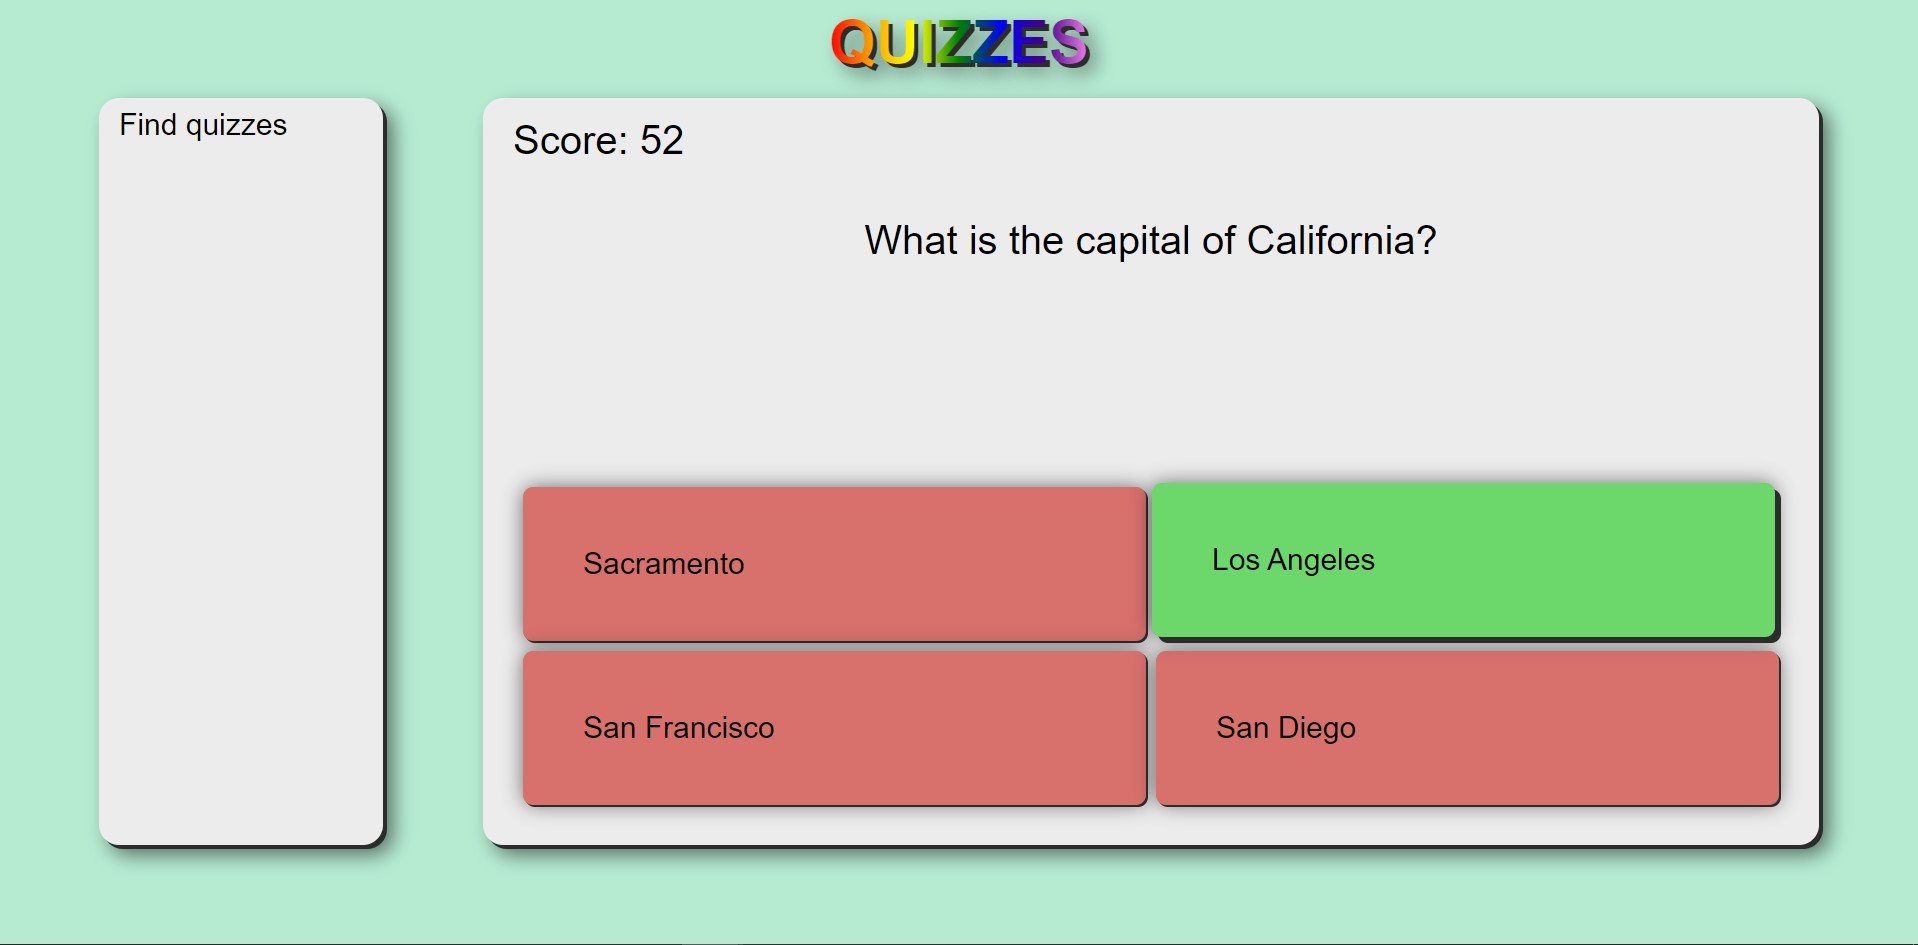 QUIZZES
Find quizzes
Score: 52
What is the capital of California?
Sacramento
Los Angeles
San Francisco
San Diego